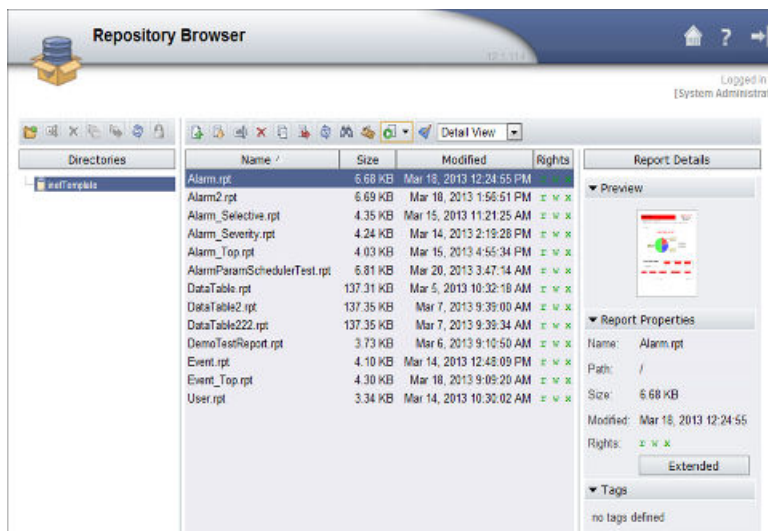 Repository Browser
Logged in
[System Administra
Detail View
Directories
Name / Size Modified Rights
Report Details
Alarm.rpt 6.68 KB Mar 18, 2013 12:24:55 PM r w x
Alarm2.rpt 6.69 KB Mar 18, 2013 1:56:51 PM r w x
Alarm_Selective.rpt 4.35 KB Mar 15, 2013 11:21:25 AM r w x
Alarm_Severity.rpt 4.24 KB Mar 14, 2013 2:19:28 PM r w x
Alarm_Top.rpt 4.03 KB Mar 15, 2013 4:55:34 PM r w x
AlarmParamSchedulerTest.rpt 6.81 KB Mar 20, 2013 3:47:14 AM r w x
DataTable.rpt 137.31 KB Mar 5, 2013 10:32:18 AM r w x
DataTable2.rpt 137.35 KB Mar 7, 2013 9:39:00 AM r w x
DataTable222.rpt 137.35 KB Mar 7, 2013 9:39:34 AM r w x
DemoTestReport.rpt 3.73 KB Mar 6, 2013 9:10:50 AM r w x
Event.rpt 4.10 KB Mar 14, 2013 12:48:09 PM r w x
Event_Top.rpt 4.30 KB Mar 18, 2013 9:09:20 AM r w x
User.rpt 3.34 KB Mar 14, 2013 10:30:02 AM r w x
Preview
Report Properties
Name: Alarm.rpt
Path: /
Size: 6.68 KB
Modified: Mar 18, 2013 12:24:55
Rights: r w x
Extended
Tags
no tags defined